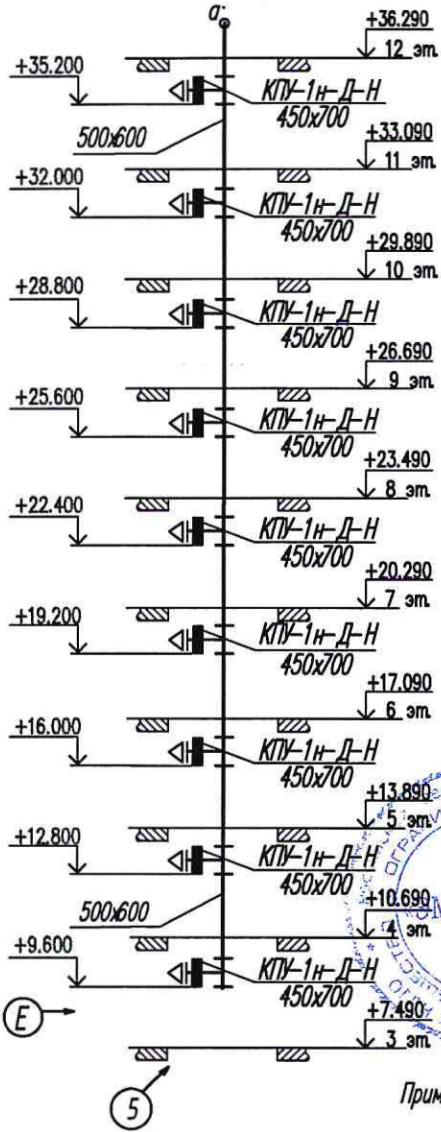 a
+36.290
12 эт.
+35.200
КПУ-1н-Д-Н
450х700
500х600
+33.090
11 эт.
+32.000
КПУ-1н-Д-Н
450х700
+29.890
10 эт.
+28.800
КПУ-1н-Д-Н
450х700
+26.690
9 эт.
+25.600
КПУ-1н-Д-Н
450х700
+23.490
8 эт.
+22.400
КПУ-1н-Д-Н
450х700
+20.290
7 эт.
+19.200
КПУ-1н-Д-Н
450х700
+17.090
6 эт.
+16.000
КПУ-1н-Д-Н
450х700
+13.890
5 эт.
+12.800
КПУ-1н-Д-Н
450х700
+10.690
4 эт.
500х600
+9.600
КПУ-1н-Д-Н
450х700
E
+7.490
3 эт.
5
Прим